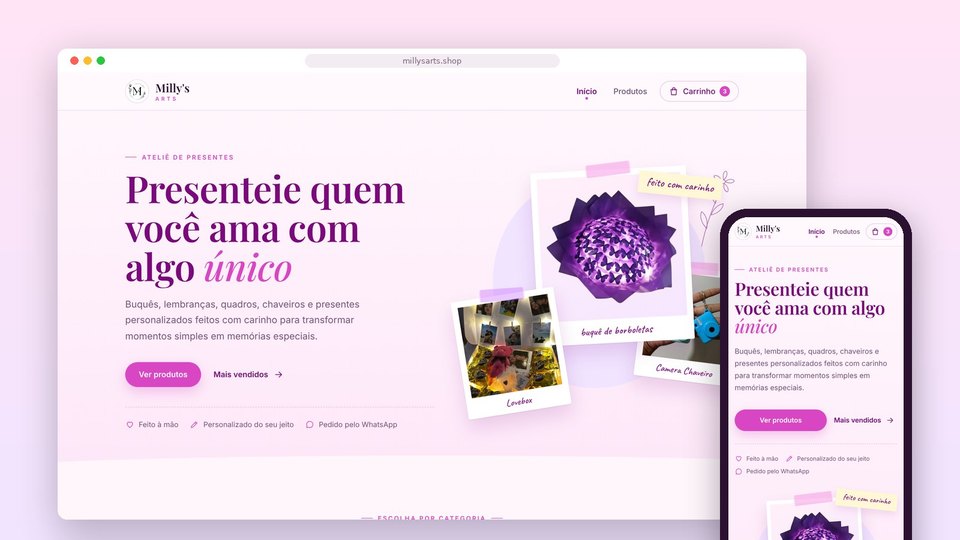 millysarts.shop
M
Milly's
ARTS
Início
Produtos
Carrinho
3
ATELIÊ DE PRESENTES
Presenteie quem
você ama com
algo único
Buquês, lembranças, quadros, chaveiros e presentes
personalizados feitos com carinho para transformar
momentos simples em memórias especiais.
Ver produtos
Mais vendidos →
Feito à mão
Personalizado do seu jeito
Pedido pelo WhatsApp
feito com carinho
buquê de borboletas
Lovebox
Camera Chaveiro
ESCOLHA POR CATEGORIA
M
Milly's
ARTS
Início
Produtos
3
ATELIÊ DE PRESENTES
Presenteie quem
você ama com algo
único
Buquês, lembranças, quadros, chaveiros e
presentes personalizados feitos com carinho
para transformar momentos simples em
memórias especiais.
Ver produtos
Mais vendidos →
Feito à mão
Personalizado do seu jeito
Pedido pelo WhatsApp
feito com carinho